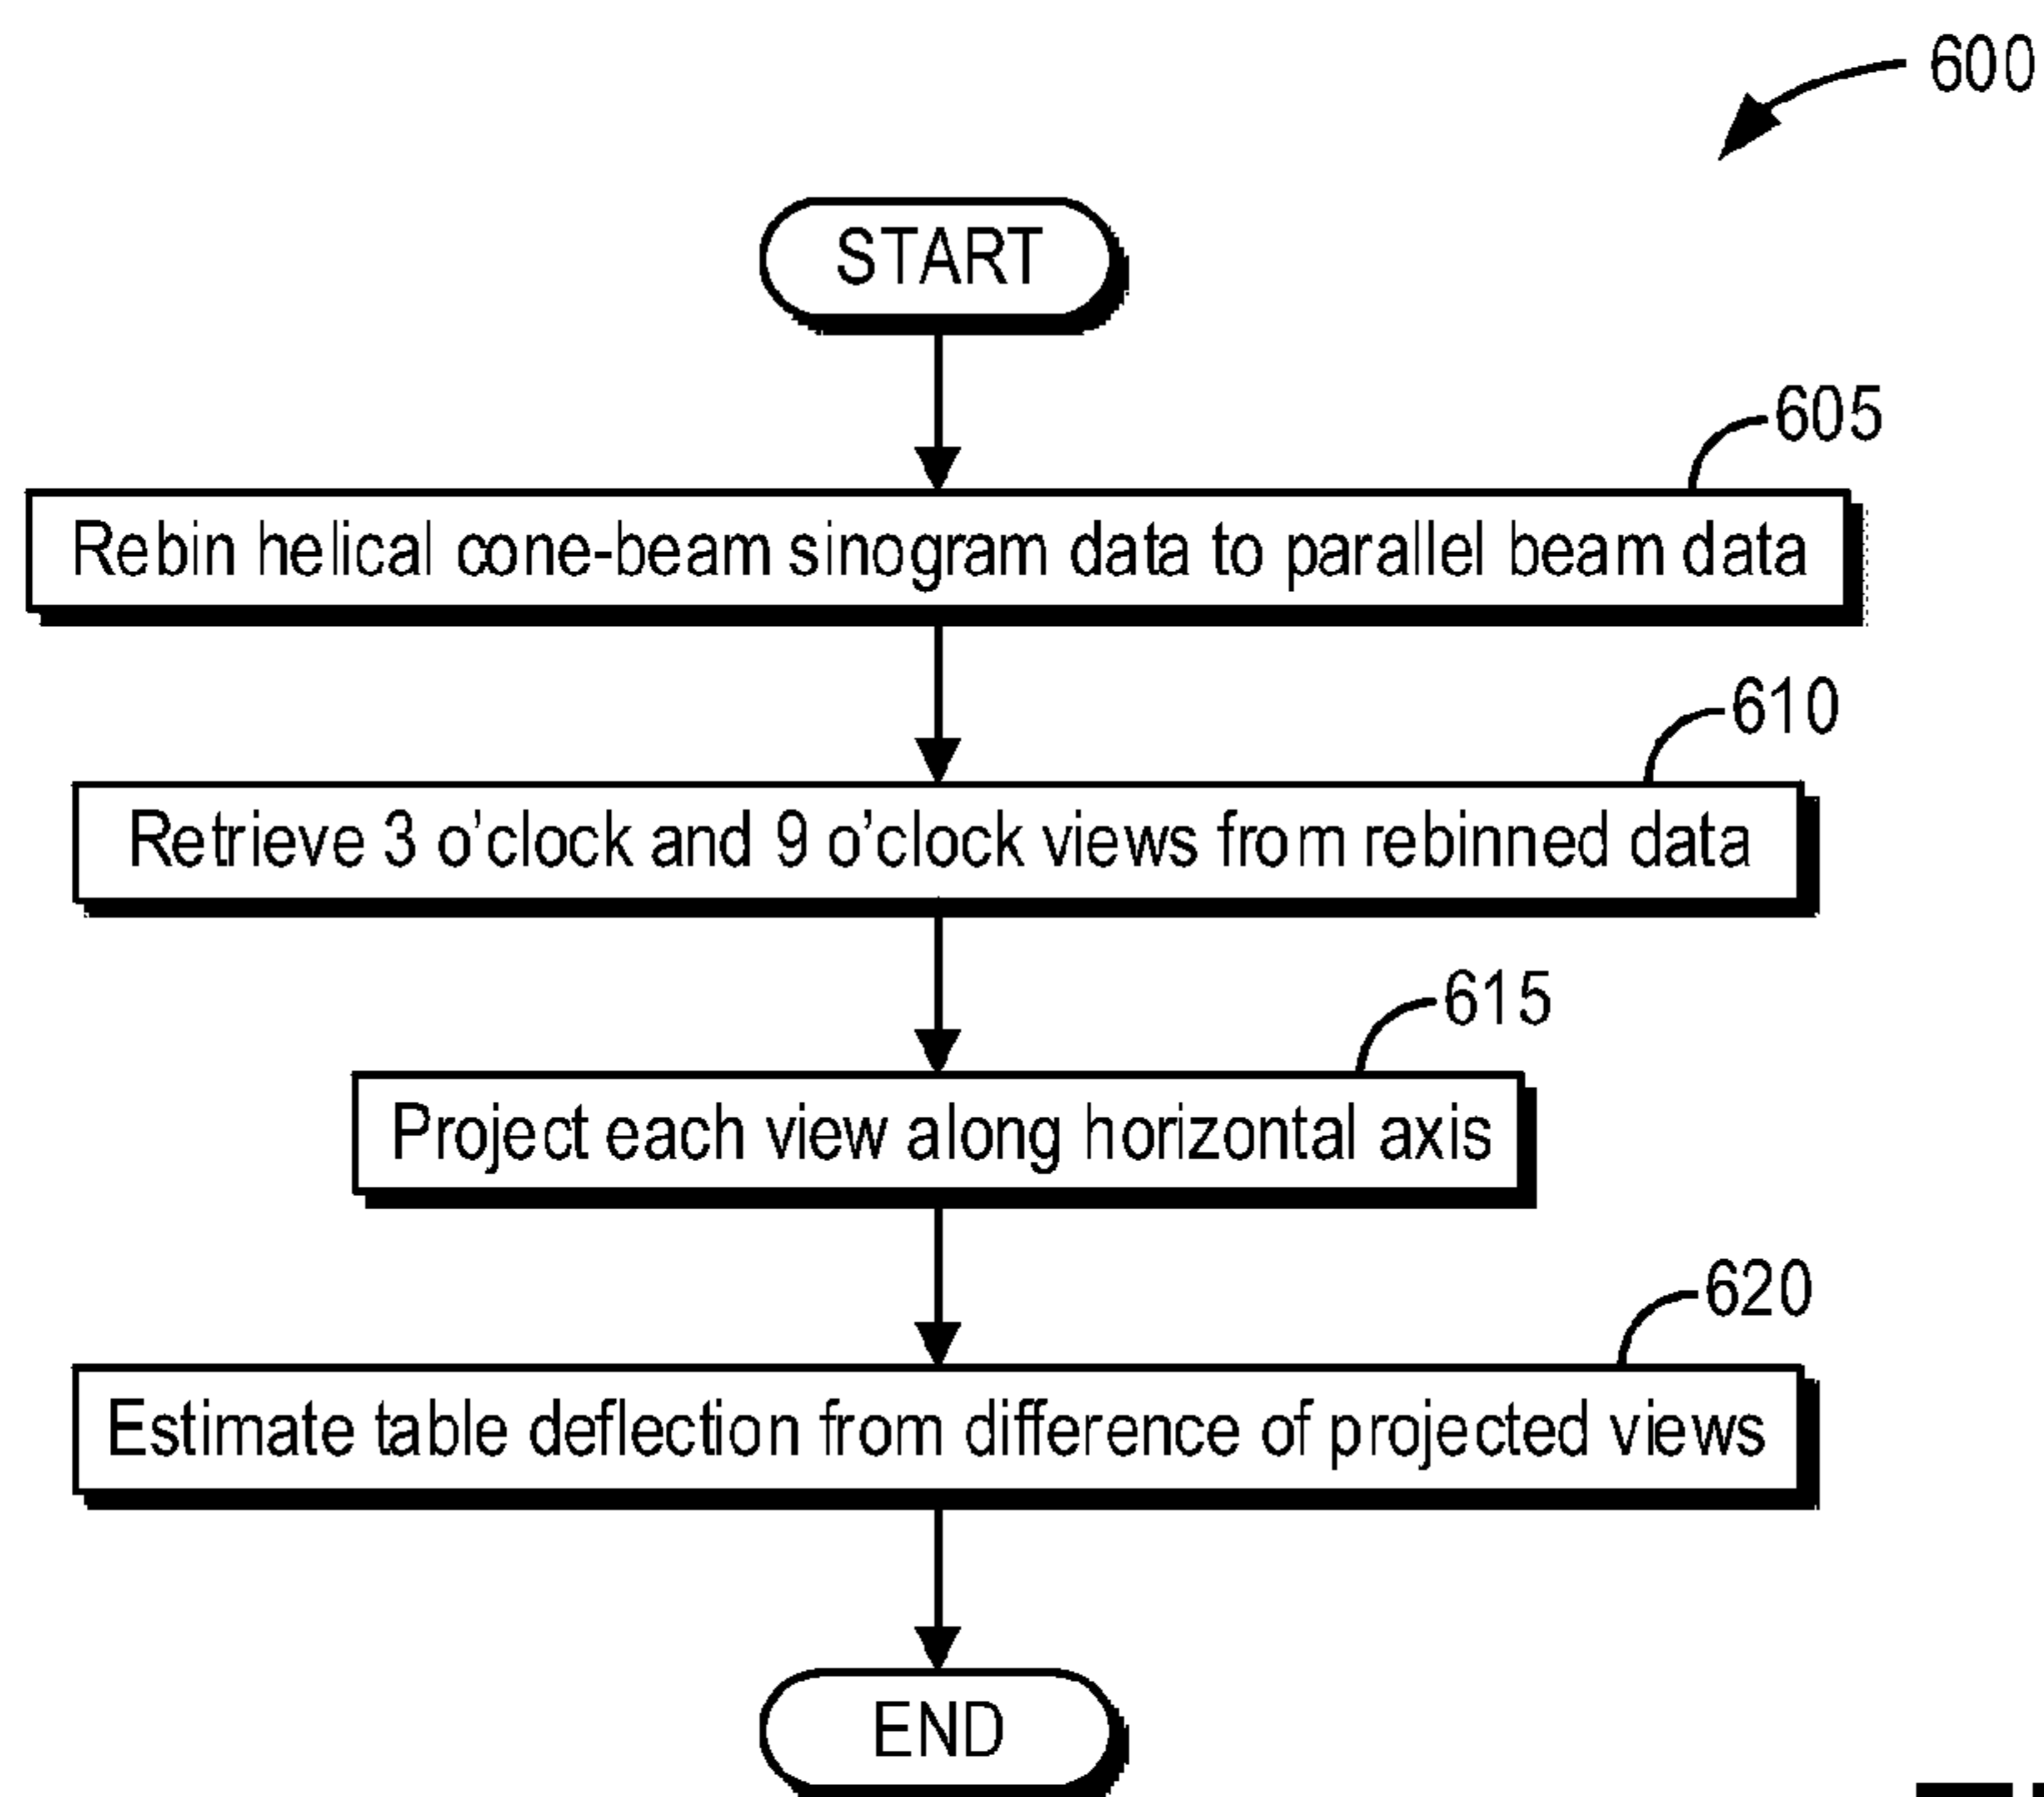 600
START
605
Rebin helical cone-beam sinogram data to parallel beam data
610
Retrieve 3 o'clock and 9 o'clock views from rebinned data
615
Project each view along horizontal axis
620
Estimate table deflection from difference of projected views
END